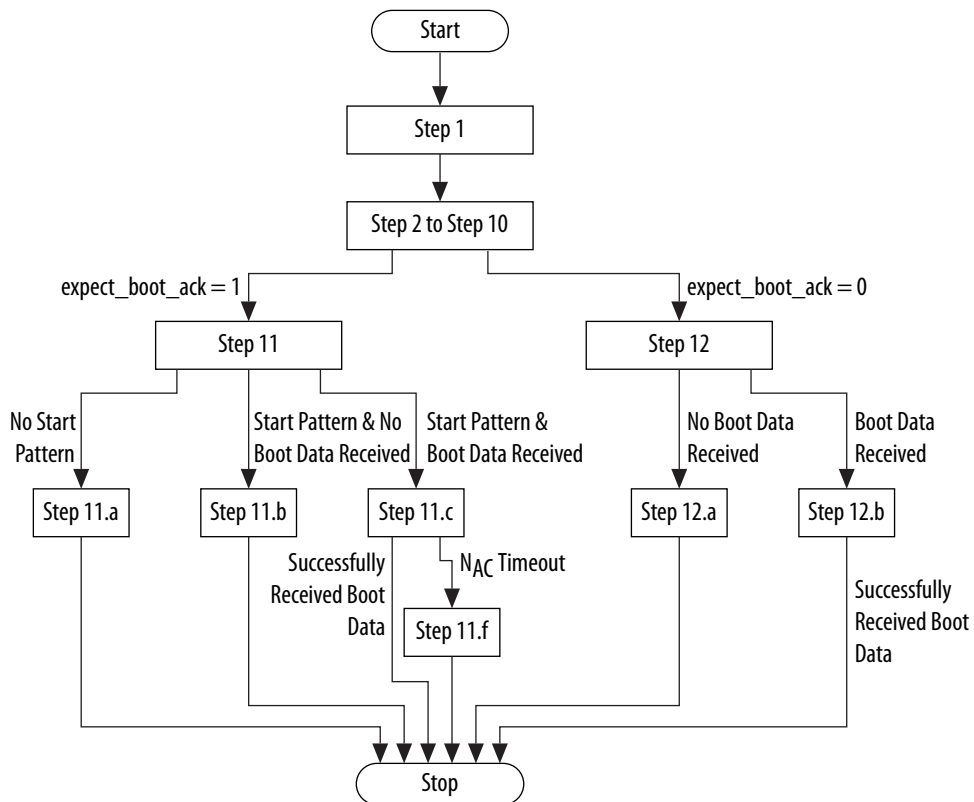 Start
Step 1
Step 2 to Step 10
expect_boot_ack = 1
expect_boot_ack = 0
Step 11
Step 12
No Start
Pattern
Start Pattern & No
Boot Data Received
Start Pattern &
Boot Data Received
No Boot Data
Received
Boot Data
Received
Step 11.a
Step 11.b
Step 11.c
Step 12.a
Step 12.b
Successfully
Received Boot
Data
NAC Timeout
Step 11.f
Successfully
Received Boot
Data
Stop